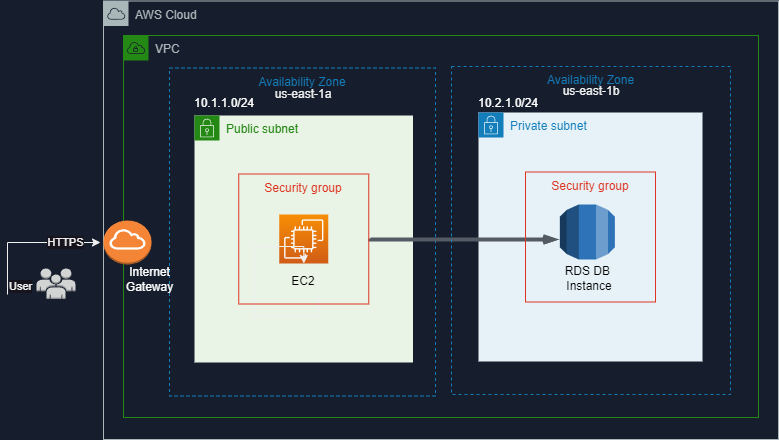 AWS Cloud
VPC
Availability Zone
us-east-1a
10.1.1.0/24
Public subnet
Security group
EC2
Availability Zone
us-east-1b
10.2.1.0/24
Private subnet
Security group
RDS DB
Instance
HTTPS
User
Internet
Gateway